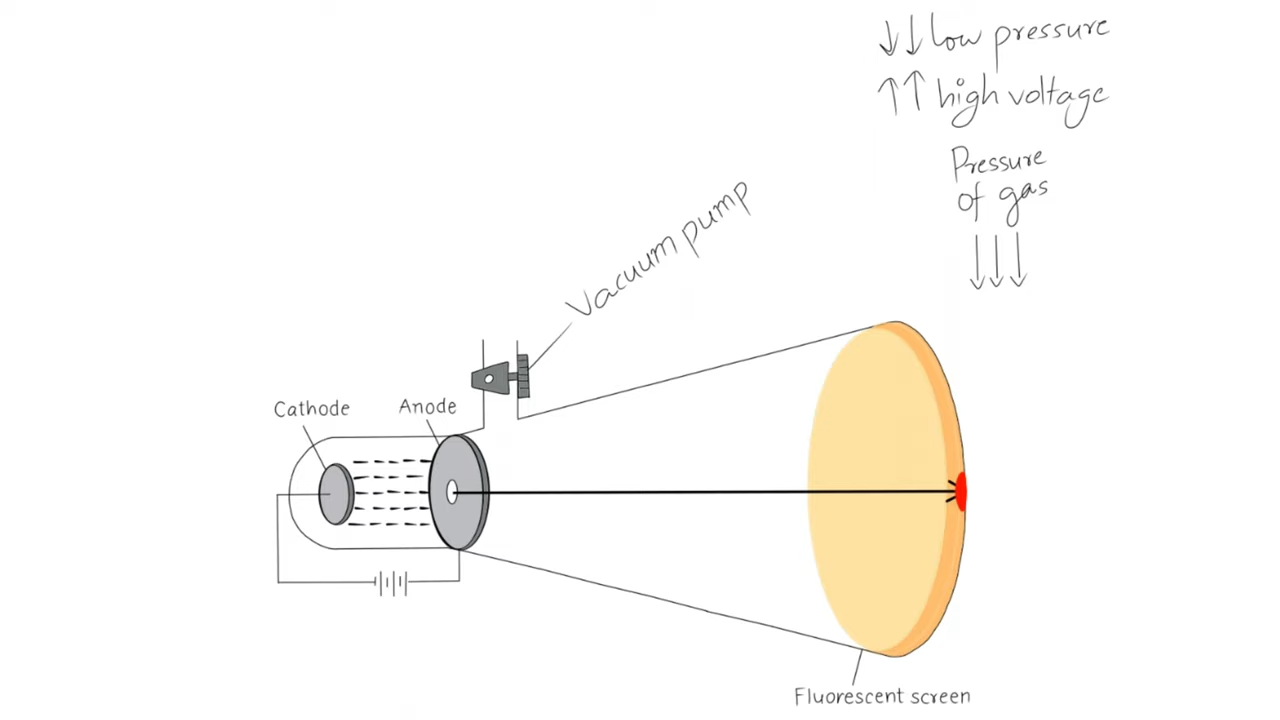 ↓↓ low pressure
↑↑ high voltage
Pressure
of gas
↓↓↓
Vacuum pump
Cathode
Anode
Fluorescent screen